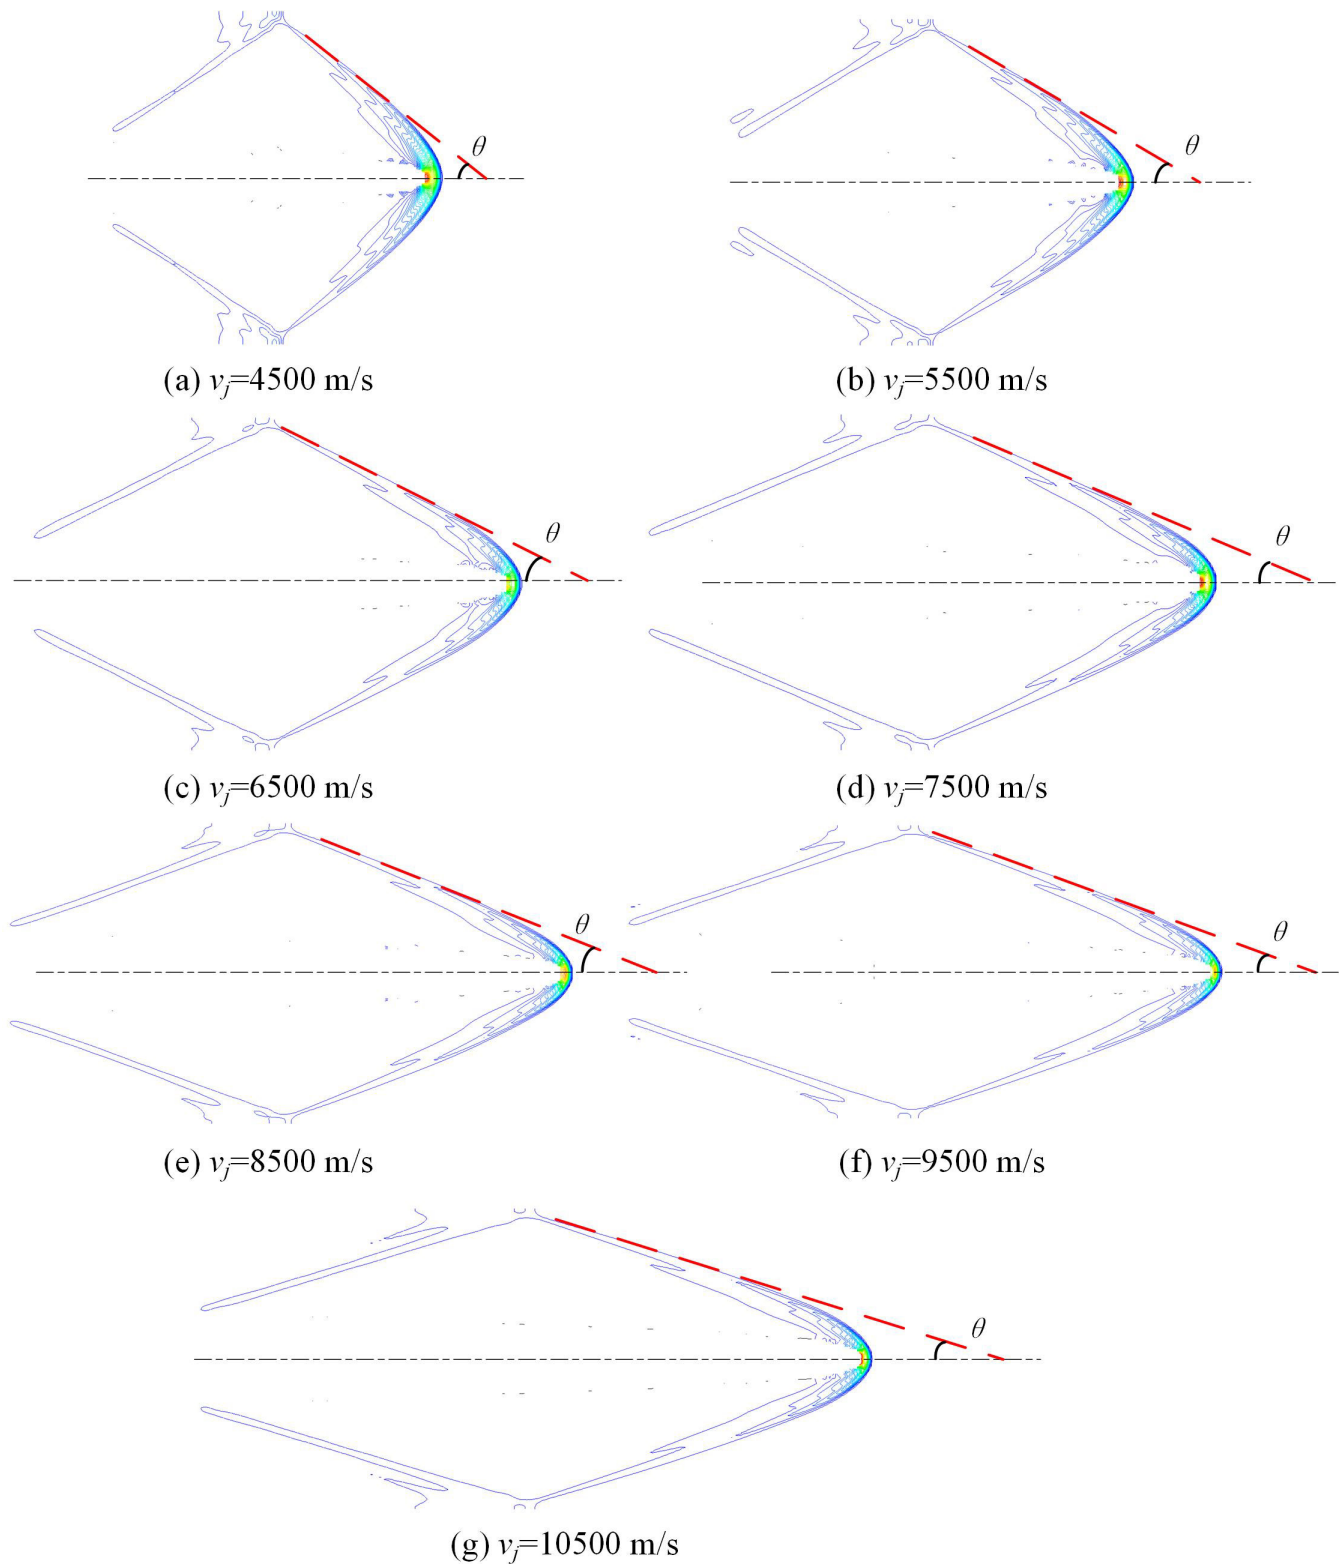 θ
θ
(a) vj=4500 m/s
(b) vj=5500 m/s
θ
θ
(c) vj=6500 m/s
(d) vj=7500 m/s
θ
θ
(e) vj=8500 m/s
(f) vj=9500 m/s
θ
(g) vj=10500 m/s